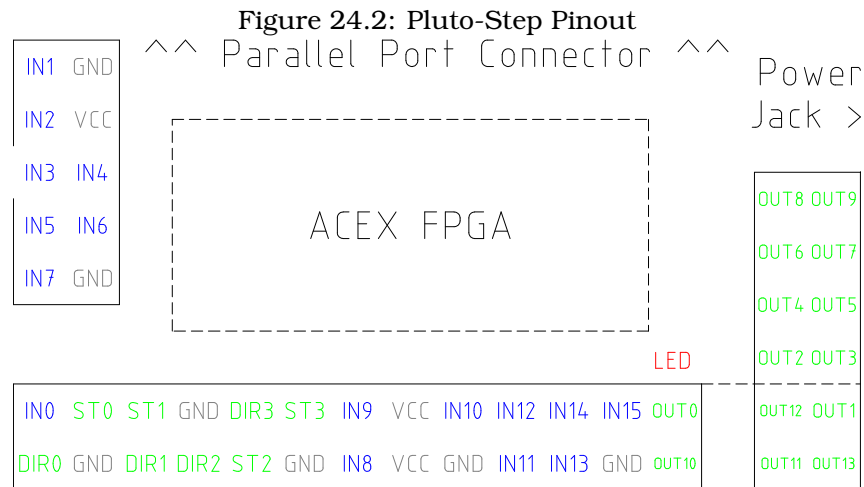 Figure 24.2: Pluto-Step Pinout
^^ Parallel Port Connector ^^
Power
Jack >
IN1 GND
IN2 VCC
IN3 IN4
IN5 IN6
IN7 GND
ACEX FPGA
OUT8 OUT9
OUT6 OUT7
OUT4 OUT5
OUT2 OUT3
OUT12 OUT1
OUT11 OUT13
LED
IN0 ST0 ST1 GND DIR3 ST3 IN9 VCC IN10 IN12 IN14 IN15 OUT0
DIR0 GND DIR1 DIR2 ST2 GND IN8 VCC GND IN11 IN13 GND OUT10